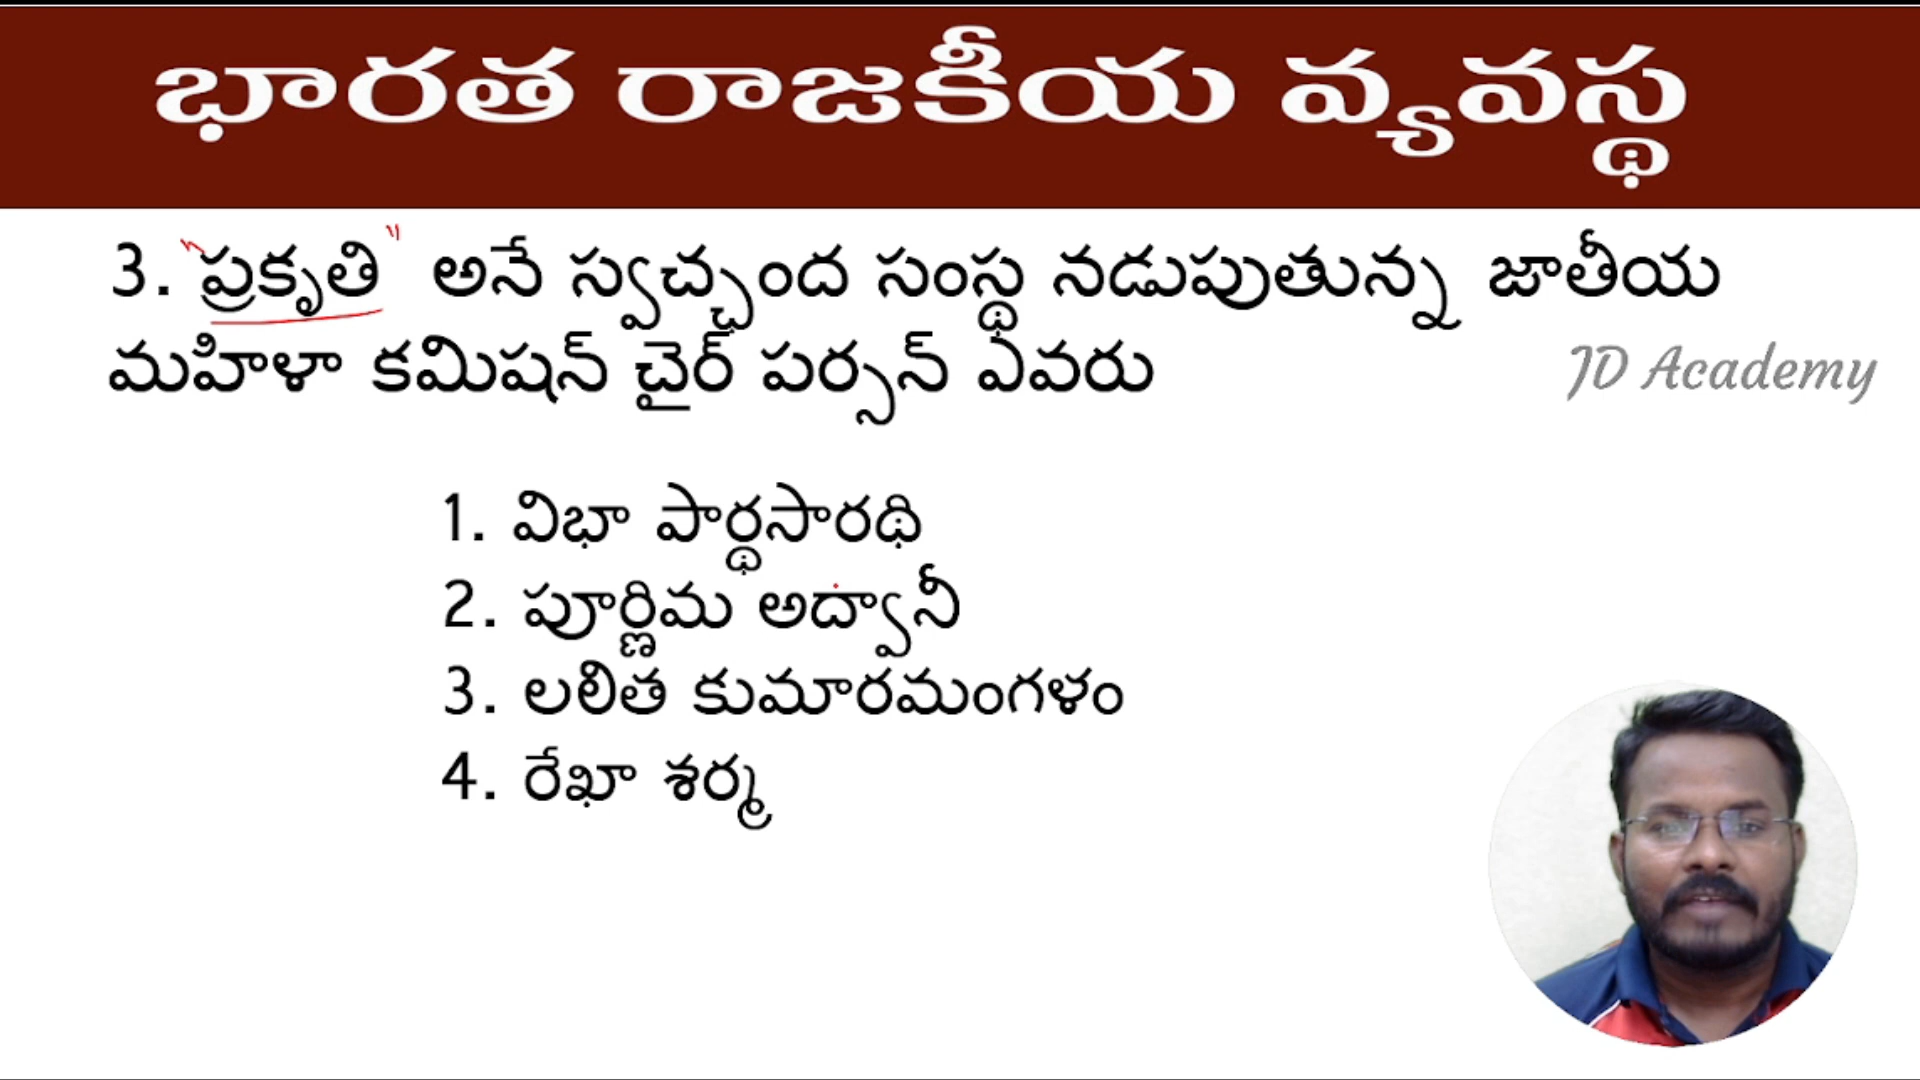 భారత రాజకీయ వ్యవస్థ
3. "ప్రకృతి" అనే స్వచ్ఛంద సంస్థ నడుపుతున్న జాతీయ
మహిళా కమిషన్ చైర్ పర్సన్ ఎవరు
JD Academy
1. విభా పార్థసారథి
2. పూర్ణిమ అద్వానీ
3. లలిత కుమారమంగళం
4. రేఖా శర్మ